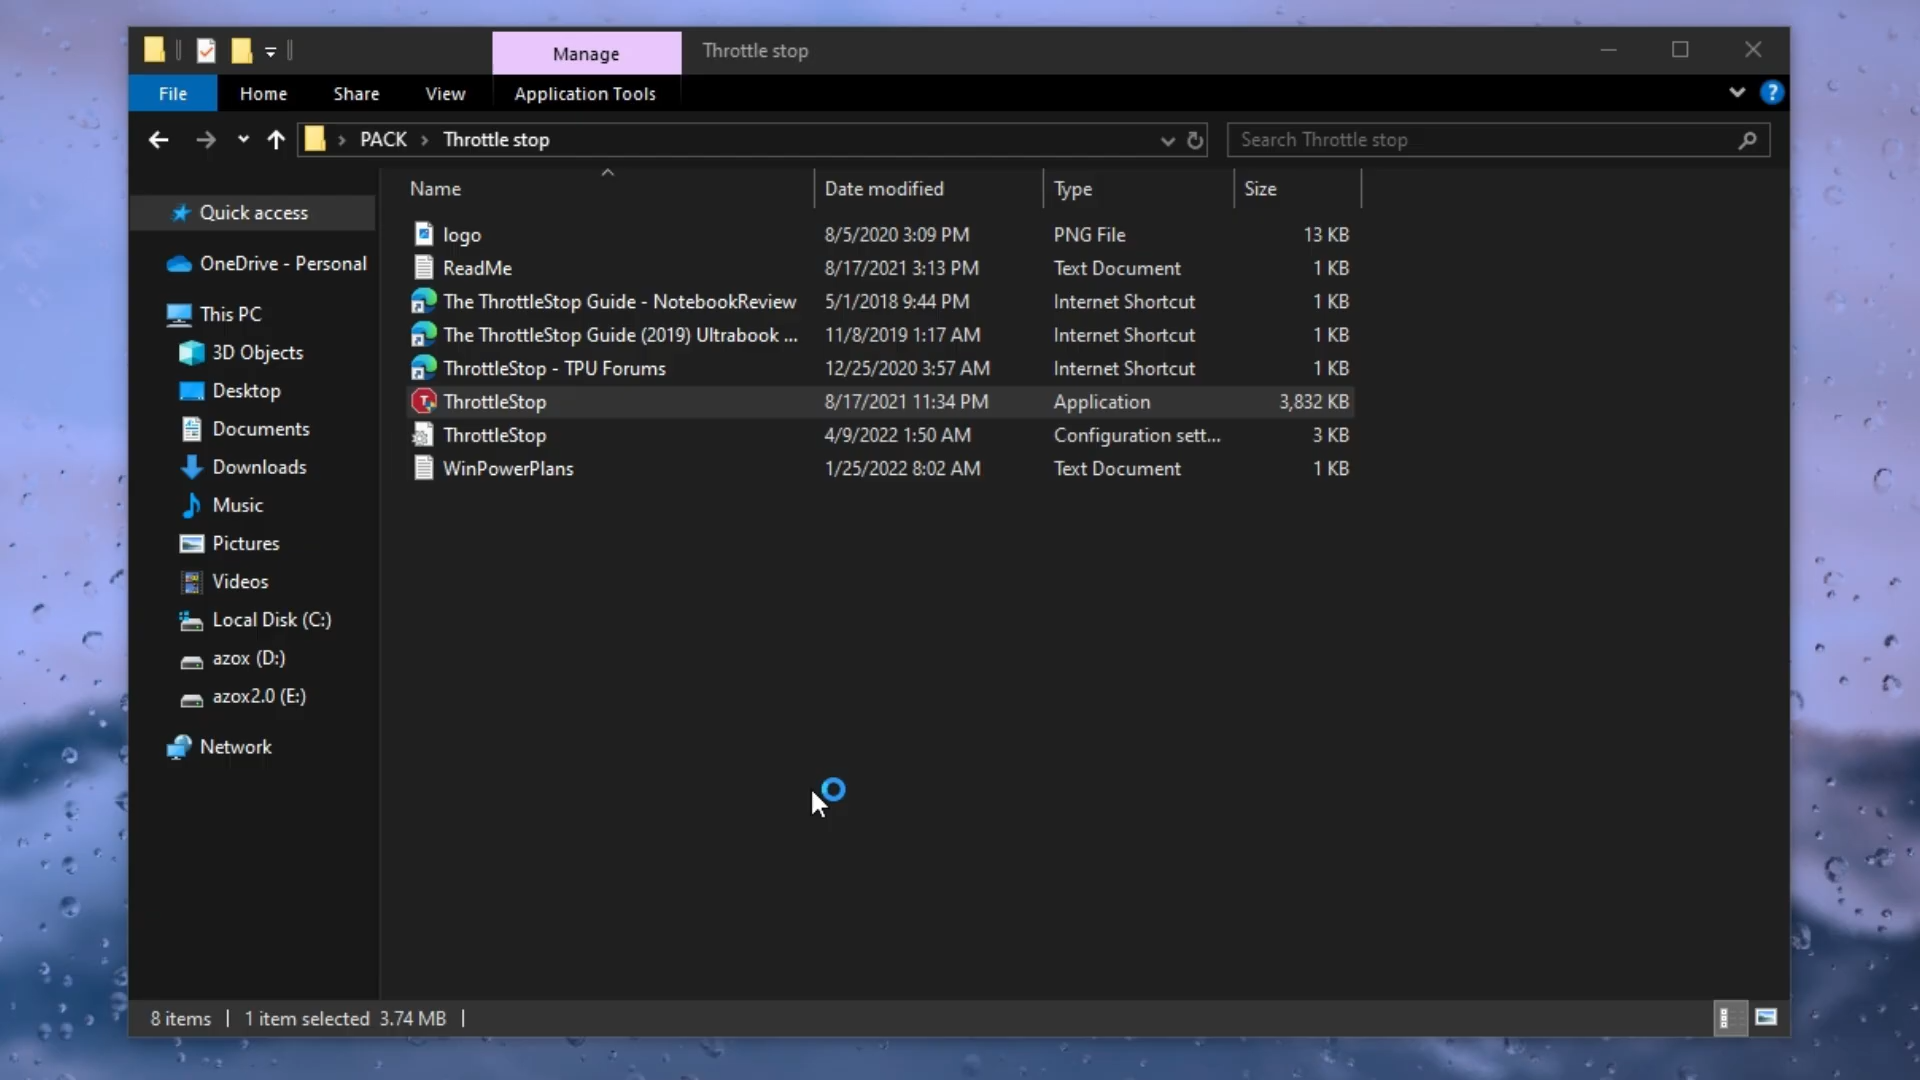 Manage
Throttle stop
File
Home
Share
View
Application Tools
?
PACK
Throttle stop
Search Throttle stop
Name
Date modified
Type
Size
Quick access
OneDrive - Personal
This PC
3D Objects
Desktop
Documents
Downloads
Music
Pictures
Videos
Local Disk (C:)
azox (D:)
azox2.0 (E:)
Network
logo 8/5/2020 3:09 PM PNG File 13 KB
ReadMe 8/17/2021 3:13 PM Text Document 1 KB
The ThrottleStop Guide - NotebookReview 5/1/2018 9:44 PM Internet Shortcut 1 KB
The ThrottleStop Guide (2019) Ultrabook ... 11/8/2019 1:17 AM Internet Shortcut 1 KB
ThrottleStop - TPU Forums 12/25/2020 3:57 AM Internet Shortcut 1 KB
ThrottleStop 8/17/2021 11:34 PM Application 3,832 KB
ThrottleStop 4/9/2022 1:50 AM Configuration sett... 3 KB
WinPowerPlans 1/25/2022 8:02 AM Text Document 1 KB
8 items
1 item selected 3.74 MB